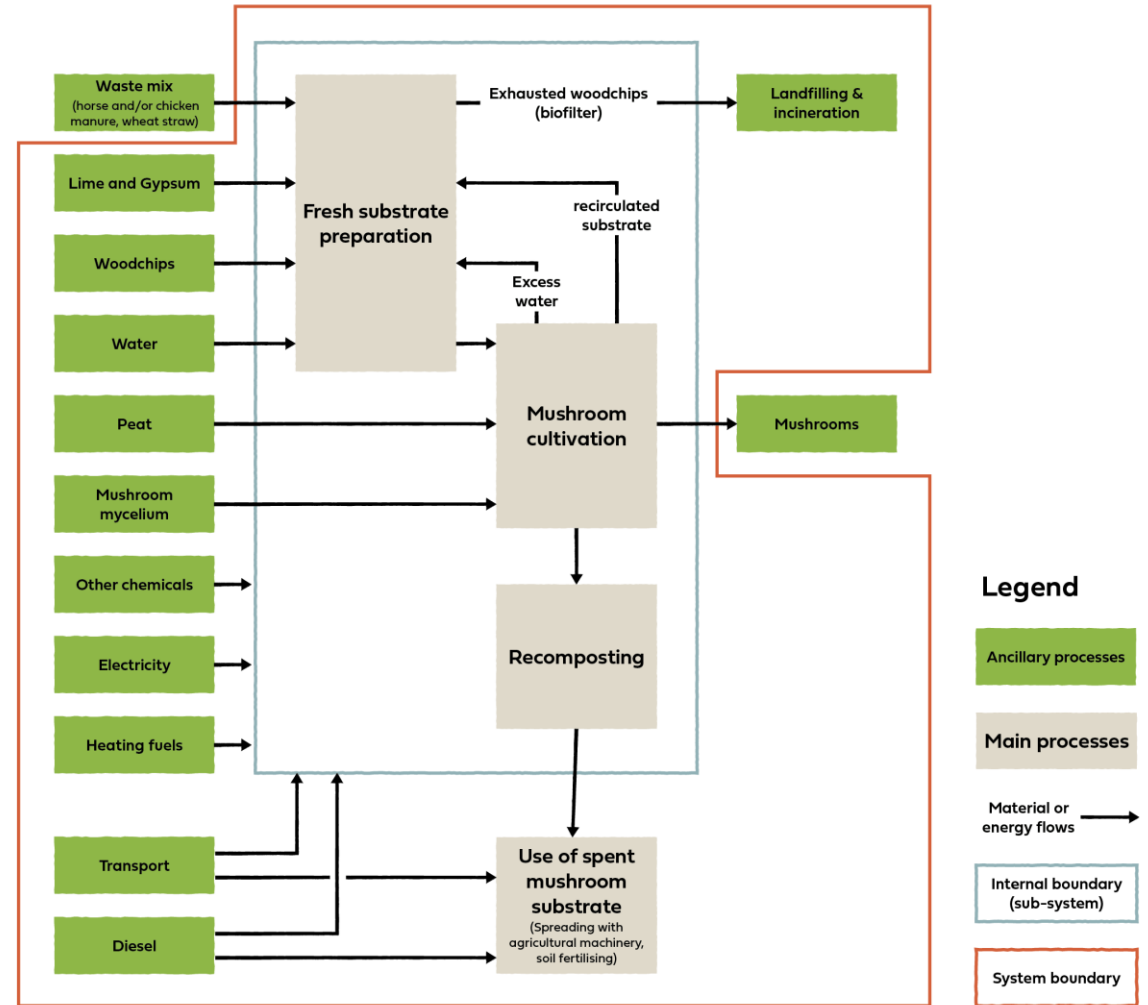 Waste mix
(horse and/or chicken
manure, wheat straw)
Exhausted woodchips
(biofilter)
Landfilling &
incineration
Lime and Gypsum
Fresh substrate
preparation
recirculated
substrate
Woodchips
Excess
water
Water
Peat
Mushroom
cultivation
Mushrooms
Mushroom
mycelium
Other chemicals
Electricity
Recomposting
Heating fuels
Transport
Use of spent
mushroom
substrate
(Spreading with
agricultural machinery,
soil fertilising)
Diesel
Legend
Ancillary processes
Main processes
Material or
energy flows
Internal boundary
(sub-system)
System boundary